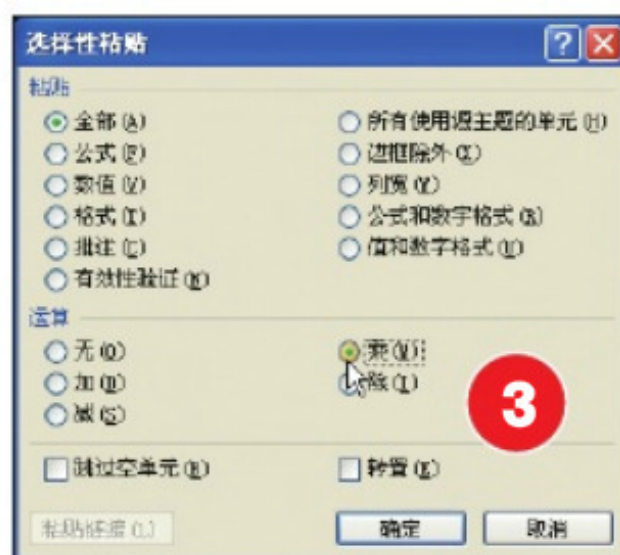 选择性粘贴
粘贴
全部(A)
公式(F)
数值(V)
格式(T)
批注(C)
有效性验证(N)
所有使用源主题的单元(H)
边框除外(X)
列宽(W)
公式和数字格式(R)
值和数字格式(U)
运算
无(O)
加(D)
减(S)
乘(M)
除(I)
3
跳过空单元(B)
转置(E)
粘贴链接(L)
确定
取消